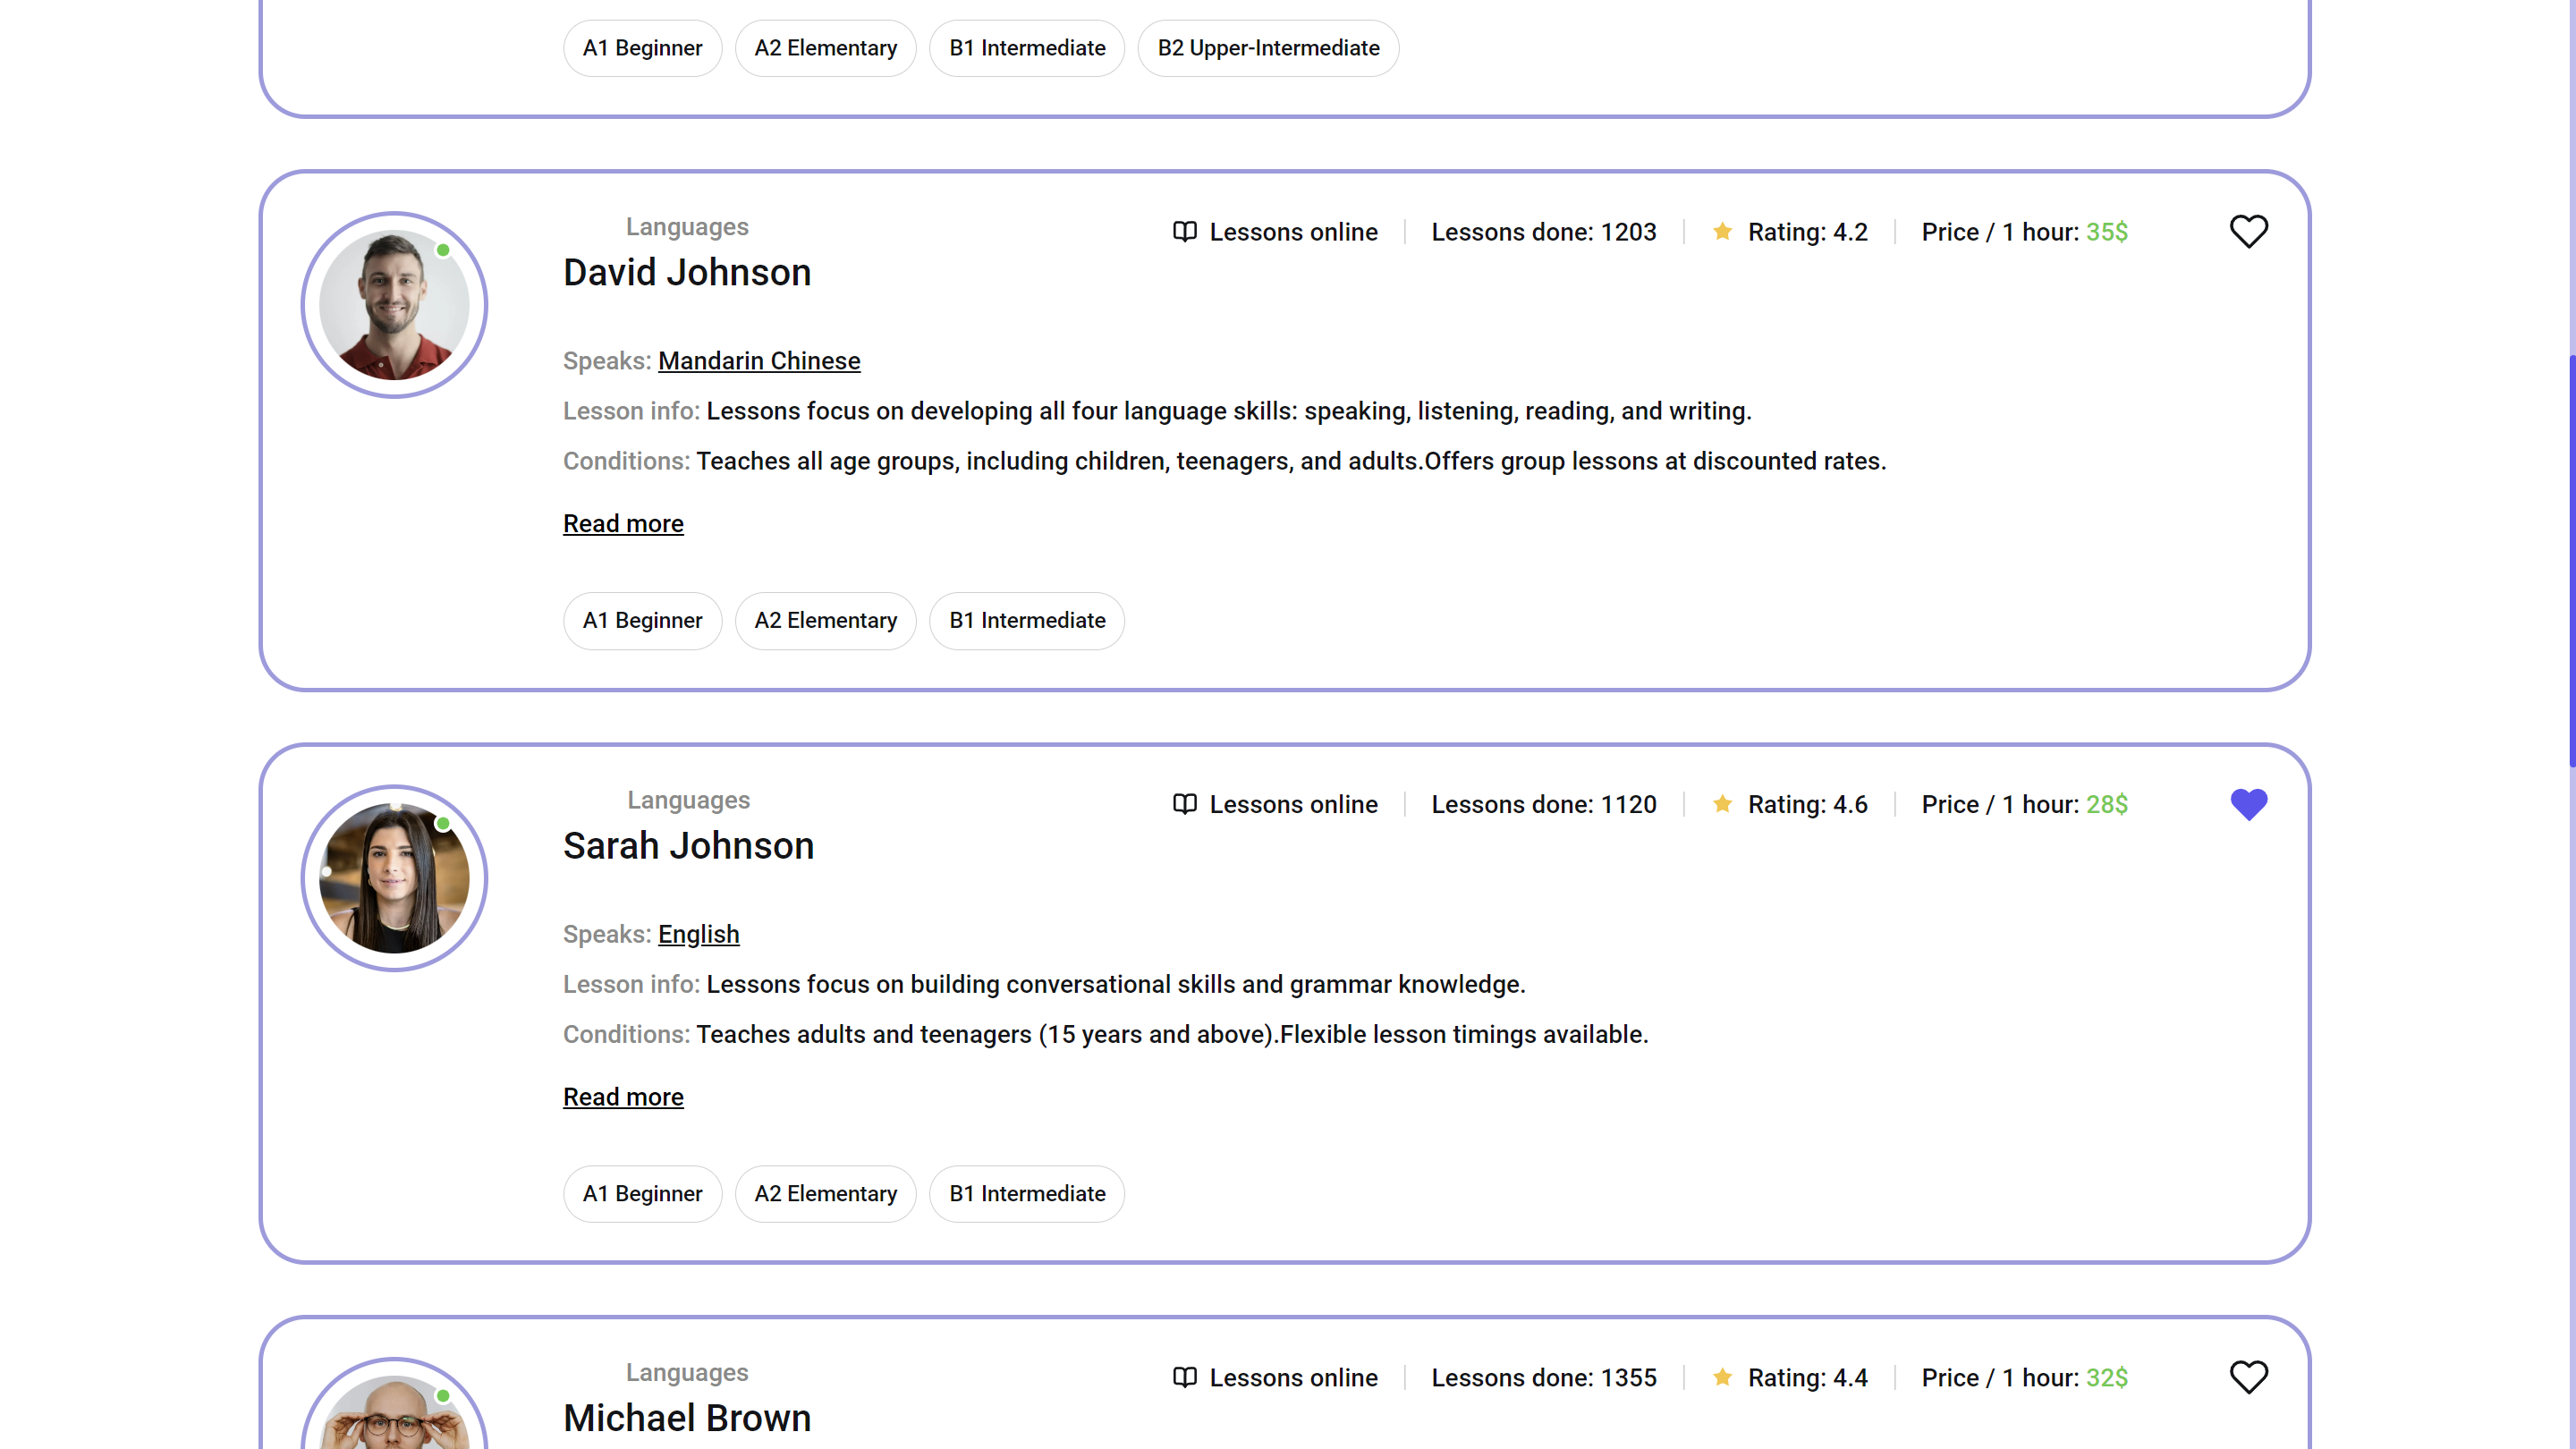 A1 Beginner A2 Elementary B1 Intermediate B2 Upper-Intermediate
Languages
Lessons online Lessons done: 1203 Rating: 4.2 Price / 1 hour: 35$
David Johnson
Speaks: Mandarin Chinese
Lesson info: Lessons focus on developing all four language skills: speaking, listening, reading, and writing.
Conditions: Teaches all age groups, including children, teenagers, and adults.Offers group lessons at discounted rates.
Read more
A1 Beginner A2 Elementary B1 Intermediate
Languages
Lessons online Lessons done: 1120 Rating: 4.6 Price / 1 hour: 28$
Sarah Johnson
Speaks: English
Lesson info: Lessons focus on building conversational skills and grammar knowledge.
Conditions: Teaches adults and teenagers (15 years and above).Flexible lesson timings available.
Read more
A1 Beginner A2 Elementary B1 Intermediate
Languages
Lessons online Lessons done: 1355 Rating: 4.4 Price / 1 hour: 32$
Michael Brown